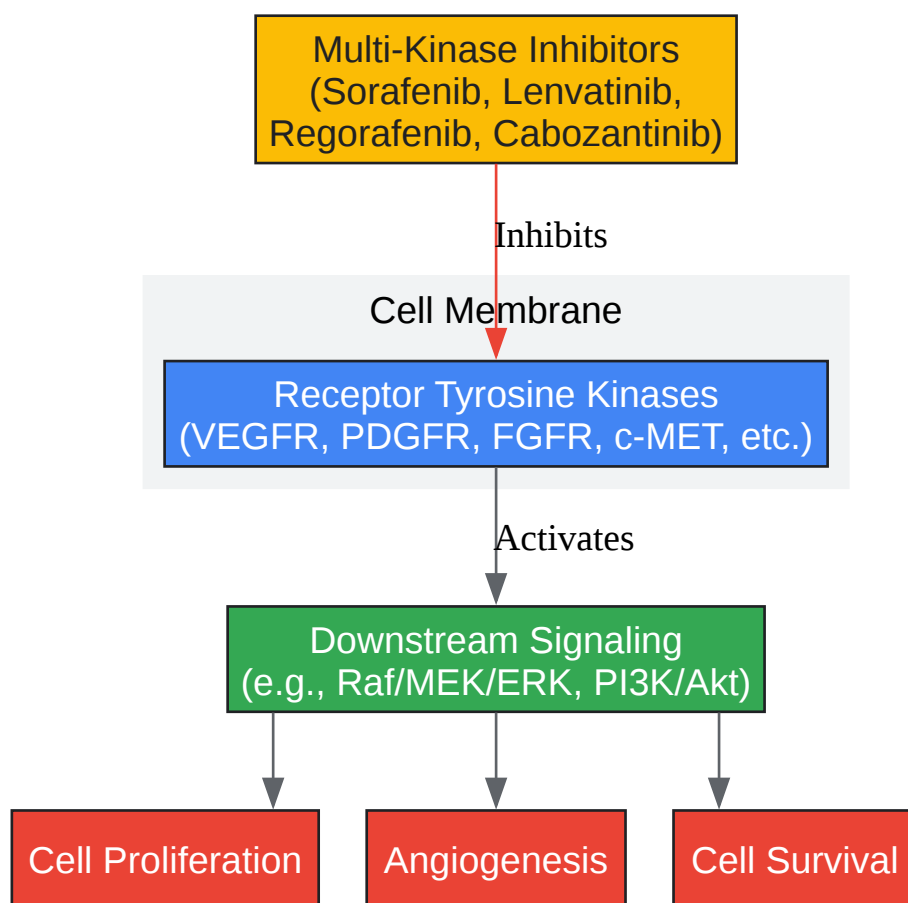 Multi-Kinase Inhibitors
(Sorafenib, Lenvatinib,
Regorafenib, Cabozantinib)
Inhibits
Cell Membrane
Receptor Tyrosine Kinases
(VEGFR, PDGFR, FGFR, c-MET, etc.)
Activates
Downstream Signaling
(e.g., Raf/MEK/ERK, PI3K/Akt)
Cell Proliferation
Angiogenesis
Cell Survival